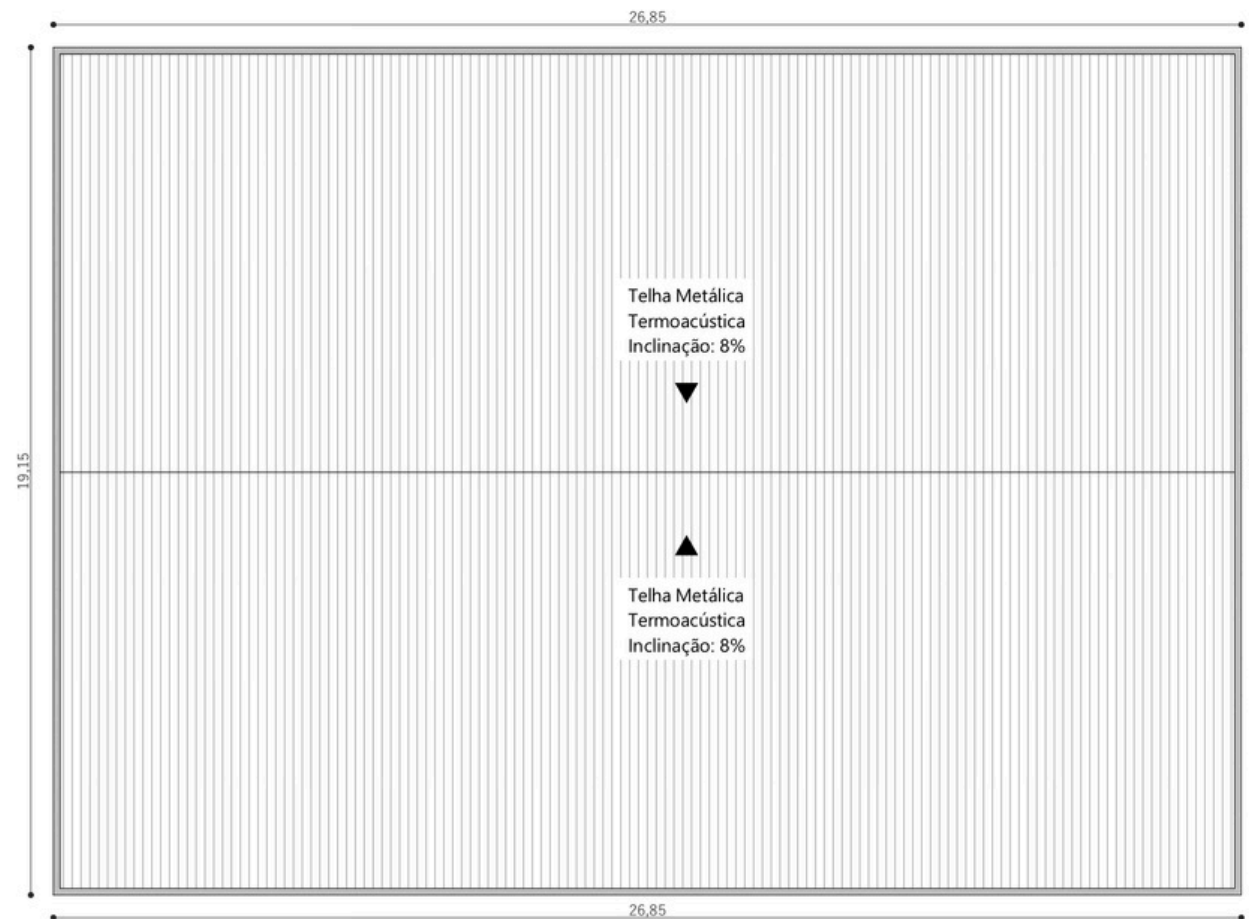 26,85
Telha Metálica
Termoacústica
Inclinação: 8%
19,15
Telha Metálica
Termoacústica
Inclinação: 8%
26,85